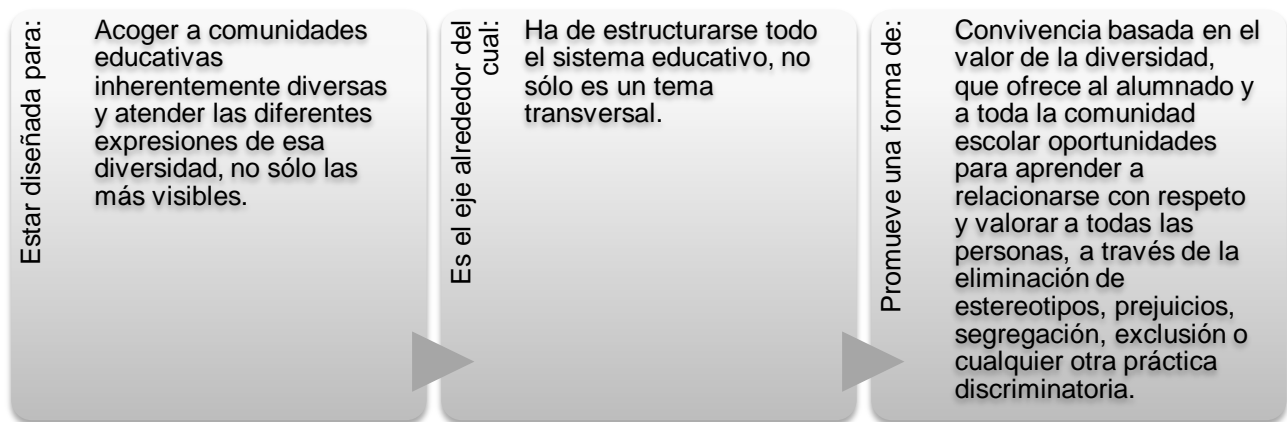 Estar diseñada para:
Acoger a comunidades
educativas
inherentemente diversas
y atender las diferentes
expresiones de esa
diversidad, no sólo las
más visibles.
Es el eje alrededor del
cual:
Ha de estructurarse todo
el sistema educativo, no
sólo es un tema
transversal.
Promueve una forma de:
Convivencia basada en el
valor de la diversidad,
que ofrece al alumnado y
a toda la comunidad
escolar oportunidades
para aprender a
relacionarse con respeto
y valorar a todas las
personas, a través de la
eliminación de
estereotipos, prejuicios,
segregación, exclusión o
cualquier otra práctica
discriminatoria.